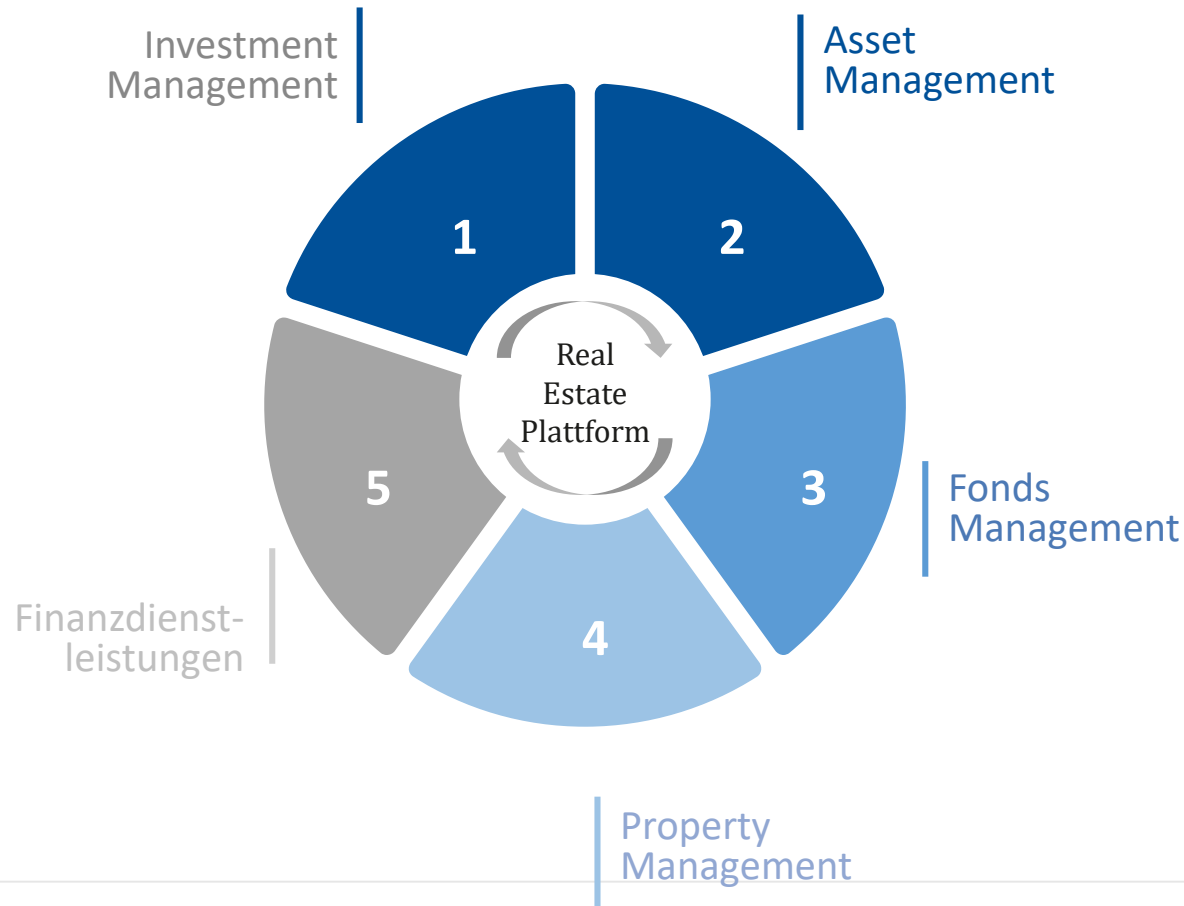 Investment
Management
Asset
Management
1
2
Real
Estate
Plattform
5
3
Fonds
Management
Finanzdienst-
leistungen
4
Property
Management